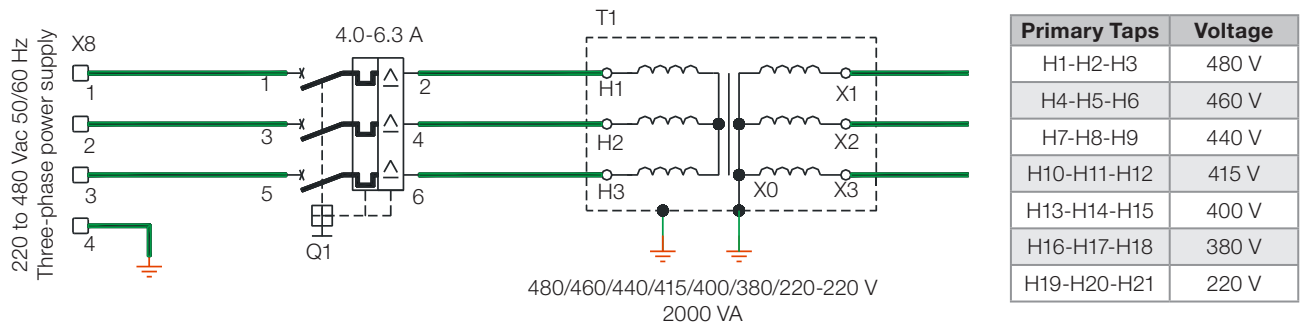 220 to 480 Vac 50/60 Hz
Three-phase power supply
X8
1
2
3
4
4.0-6.3 A
1
3
5
2
4
6
Q1
T1
H1
H2
H3
X1
X2
X0
X3
480/460/440/415/400/380/220-220 V
2000 VA
Primary Taps Voltage
H1-H2-H3 480 V
H4-H5-H6 460 V
H7-H8-H9 440 V
H10-H11-H12 415 V
H13-H14-H15 400 V
H16-H17-H18 380 V
H19-H20-H21 220 V